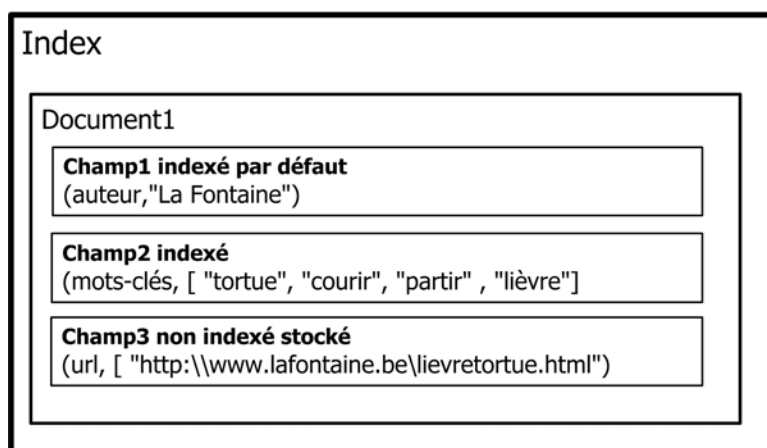 Index
Document1
Champ1 indexé par défaut
(auteur,"La Fontaine")
Champ2 indexé
(mots-clés, [ "tortue", "courir", "partir" , "lièvre"]
Champ3 non indexé stocké
(url, [ "http:\\www.lafontaine.be\lievretortue.html")